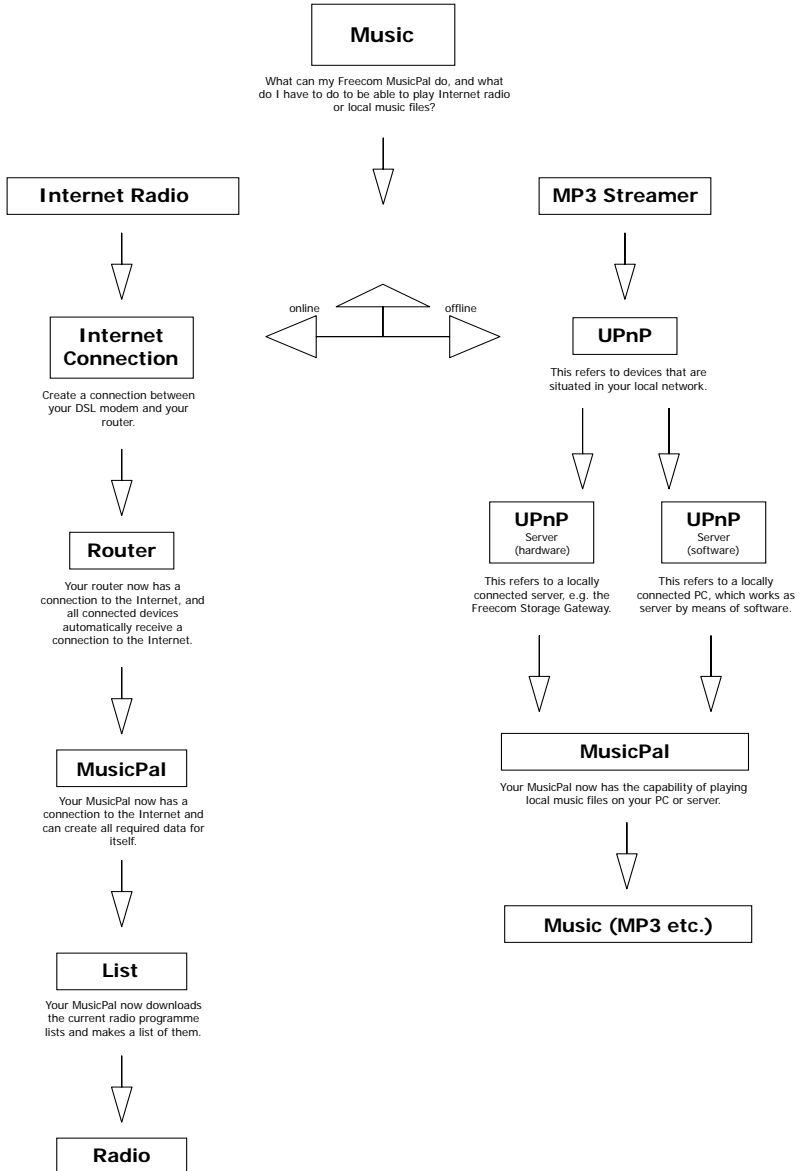 Music
What can my Freecom MusicPal do, and what
do I have to do to be able to play Internet radio
or local music files?
Internet Radio
MP3 Streamer
online
offline
Internet
Connection
Create a connection between
your DSL modem and your
router.
UPnP
This refers to devices that are
situated in your local network.
Router
Your router now has a
connection to the Internet, and
all connected devices
automatically receive a
connection to the Internet.
UPnP
Server
(hardware)
This refers to a locally
connected server, e.g. the
Freecom Storage Gateway.
UPnP
Server
(software)
This refers to a locally
connected PC, which works as
server by means of software.
MusicPal
Your MusicPal now has a
connection to the Internet and
can create all required data for
itself.
MusicPal
Your MusicPal now has the capability of playing
local music files on your PC or server.
List
Your MusicPal now downloads
the current radio programme
lists and makes a list of them.
Music (MP3 etc.)
Radio